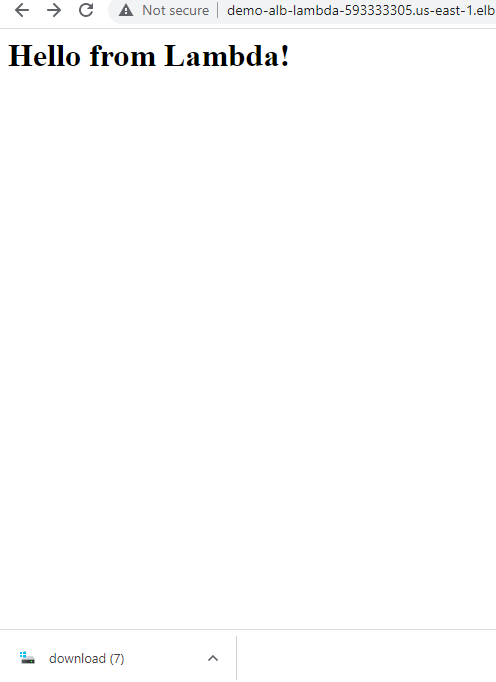 Not secure | demo-alb-lambda-593333305.us-east-1.elb
Hello from Lambda!
download (7)